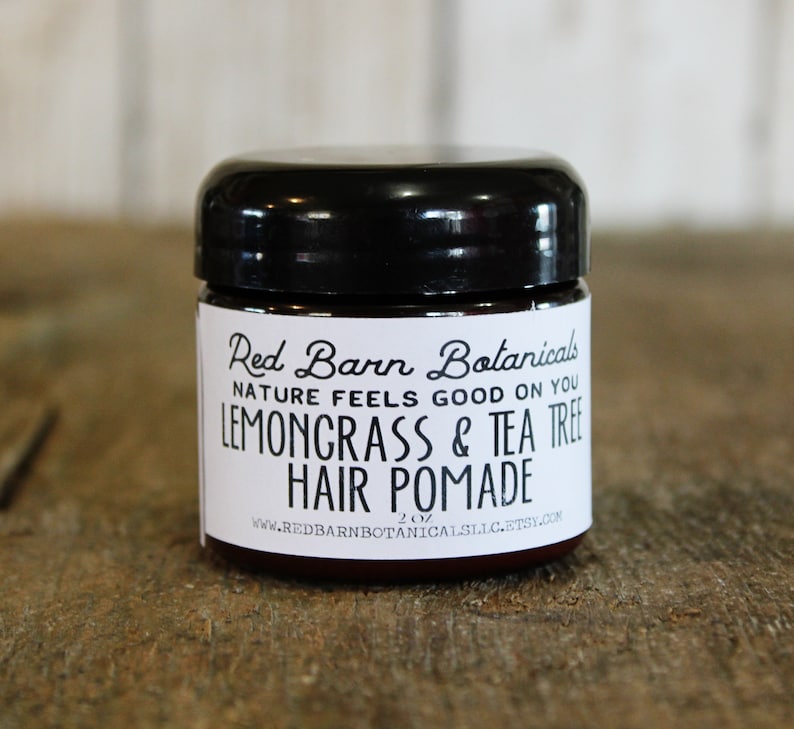 Red Barn Botanicals
NATURE FEELS GOOD ON YOU
LEMONGRASS & TEA TREE
HAIR POMADE
2 OZ
WWW.REDBARNBOTANICALSLLC.ETSY.COM